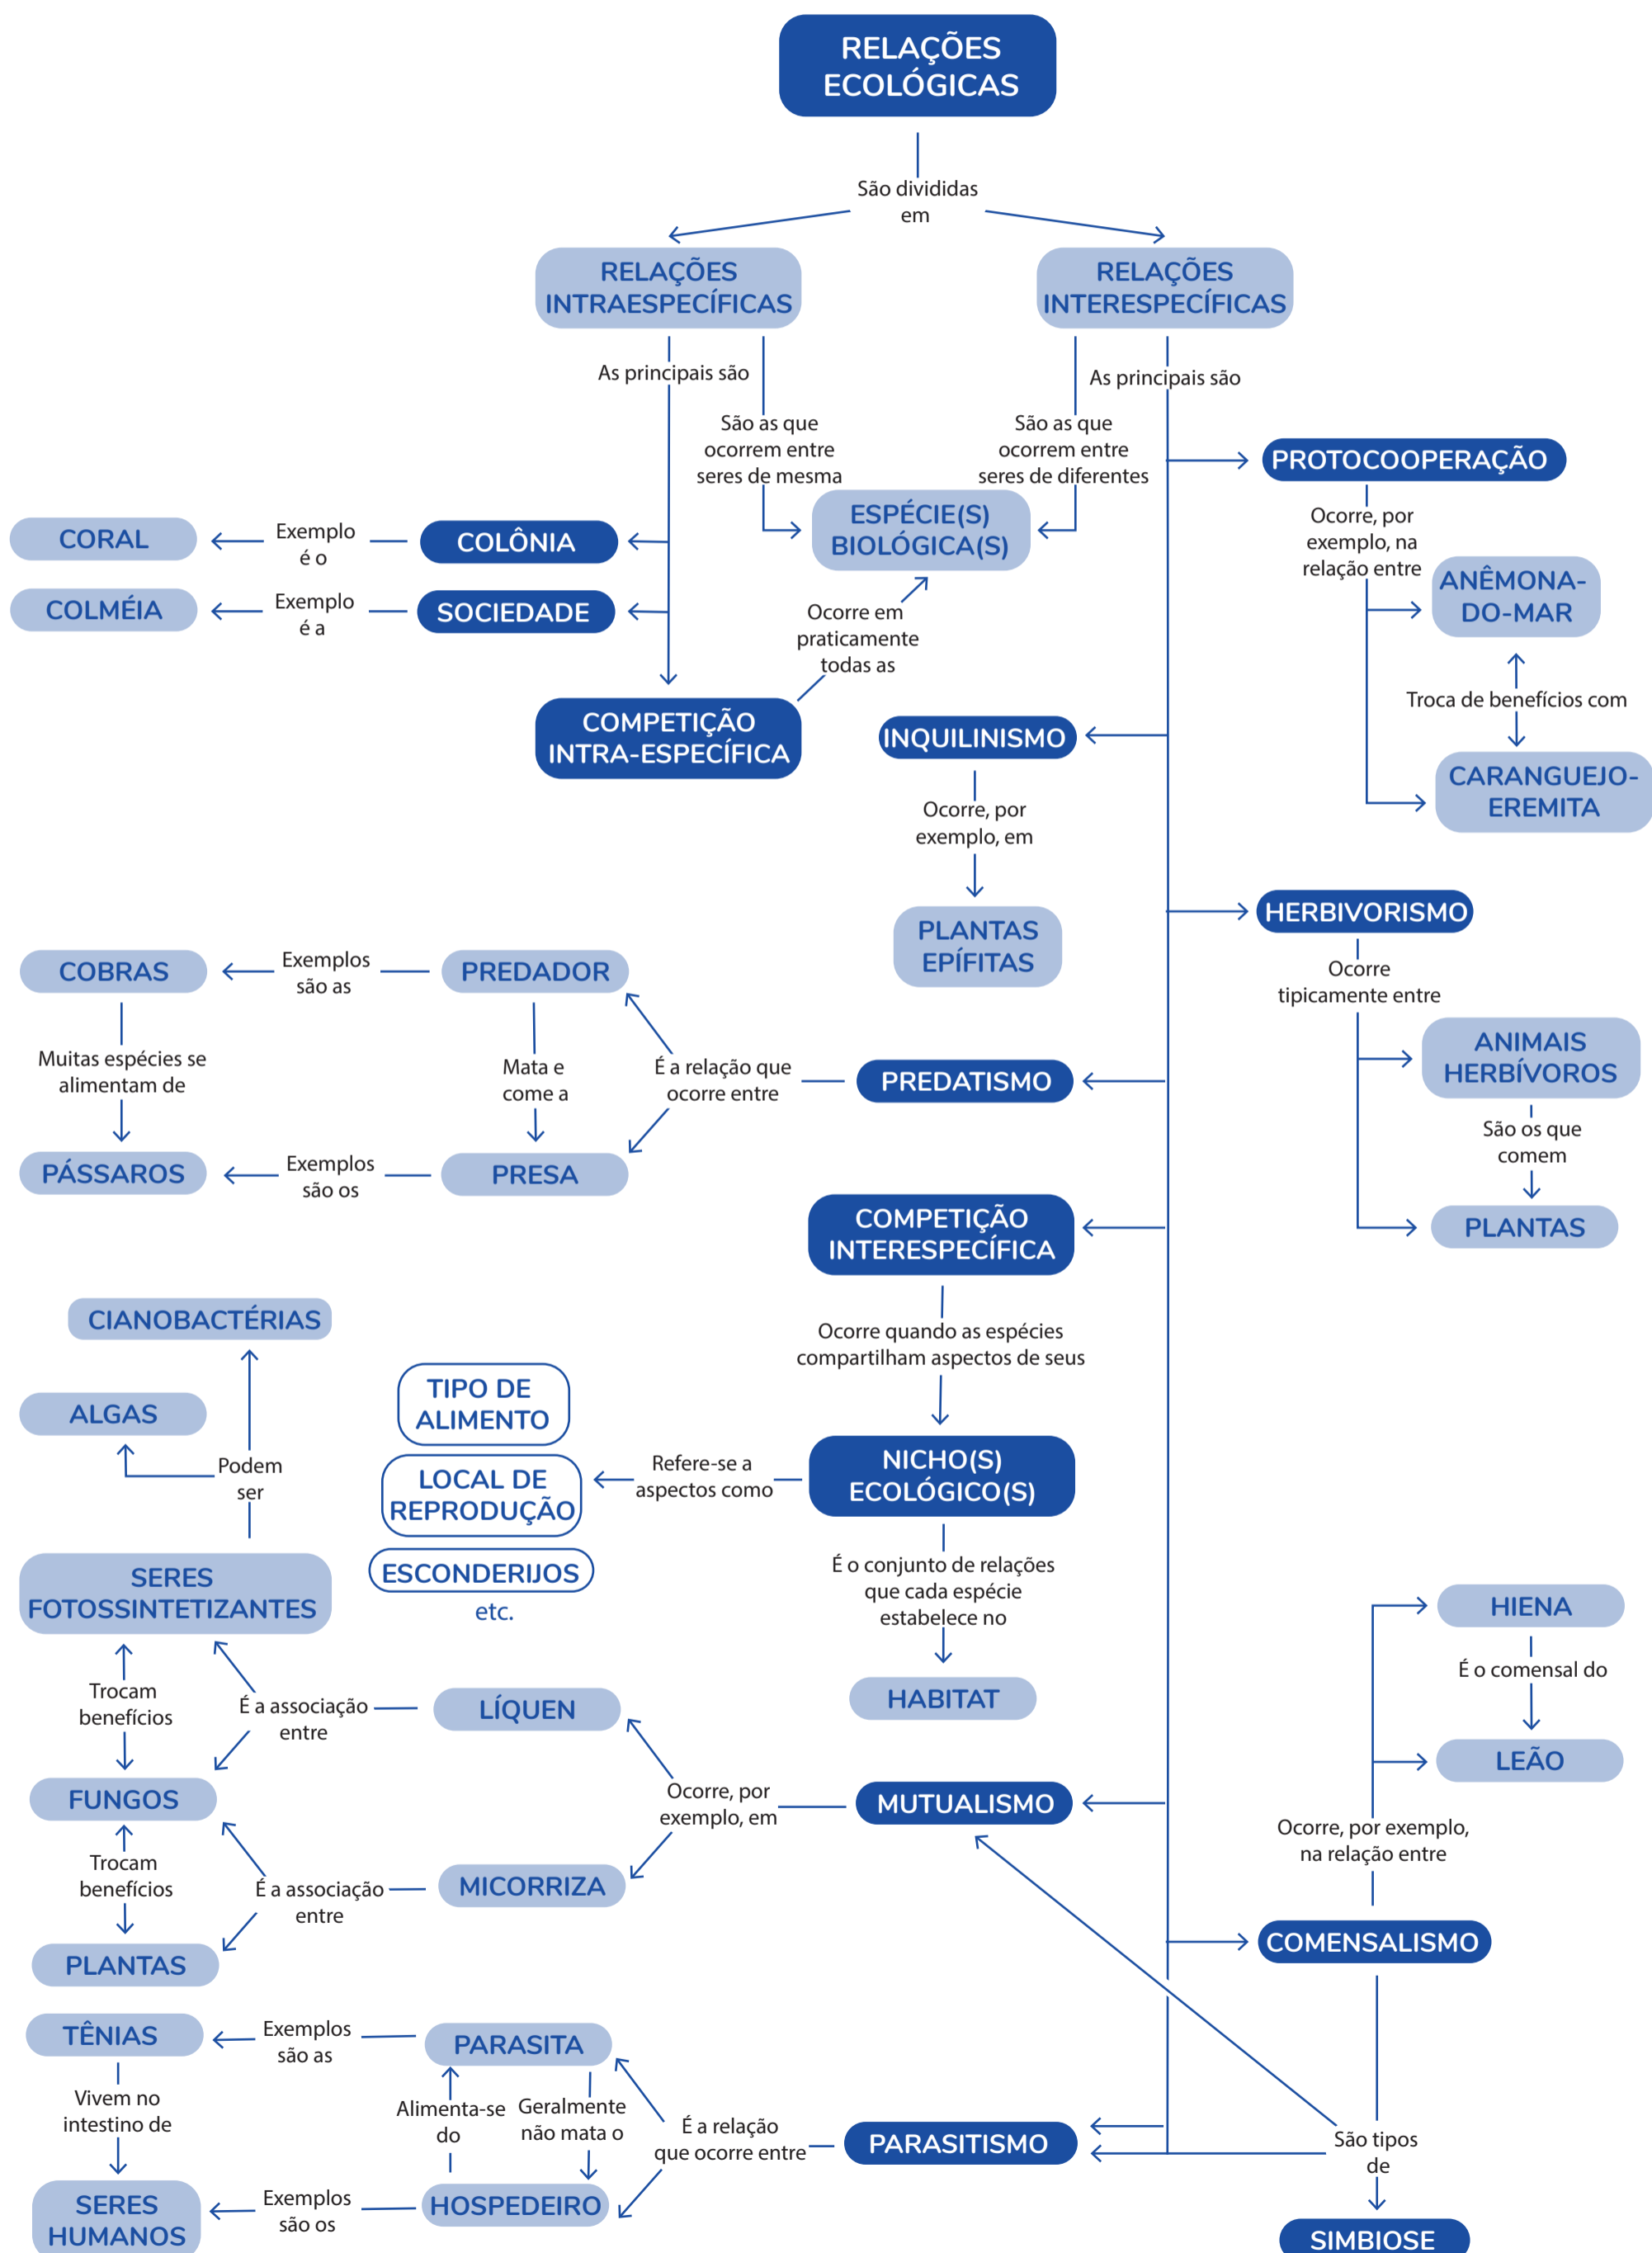 RELAÇÕES
ECOLÓGICAS
São divididas
em
RELAÇÕES
INTRAESPECÍFICAS
RELAÇÕES
INTERESPECÍFICAS
As principais são
São as que
ocorrem entre
seres de mesma
São as que
ocorrem entre
seres de diferentes
As principais são
ESPÉCIE(S)
BIOLÓGICA(S)
COLÔNIA
Exemplo
é o
CORAL
SOCIEDADE
Exemplo
é a
COLMÉIA
COMPETIÇÃO
INTRA-ESPECÍFICA
Ocorre em
praticamente
todas as
PROTOCOOPERAÇÃO
Ocorre, por
exemplo, na
relação entre
ANÊMONA-
DO-MAR
Troca de benefícios com
CARANGUEJO-
EREMITA
INQUILINISMO
Ocorre, por
exemplo, em
PLANTAS
EPÍFITAS
HERBIVORISMO
Ocorre
tipicamente entre
ANIMAIS
HERBÍVOROS
São os que
comem
PLANTAS
PREDATISMO
É a relação que
ocorre entre
PREDADOR
Mata e
come a
PRESA
Exemplos
são as
COBRAS
Muitas espécies se
alimentam de
Exemplos
são os
PÁSSAROS
COMPETIÇÃO
INTERESPECÍFICA
Ocorre quando as espécies
compartilham aspectos de seus
NICHO(S)
ECOLÓGICO(S)
Refere-se a
aspectos como
TIPO DE
ALIMENTO
LOCAL DE
REPRODUÇÃO
ESCONDERIJOS
etc.
É o conjunto de relações
que cada espécie
estabelece no
HABITAT
MUTUALISMO
Ocorre, por
exemplo, em
LÍQUEN
É a associação
entre
CIANOBACTÉRIAS
ALGAS
Podem
ser
SERES
FOTOSSINTETIZANTES
Trocam
benefícios
FUNGOS
MICORRIZA
É a associação
entre
Trocam
benefícios
PLANTAS
HIENA
É o comensal do
LEÃO
Ocorre, por exemplo,
na relação entre
COMENSALISMO
PARASITISMO
É a relação
que ocorre entre
PARASITA
Alimenta-se
do
Geralmente
não mata o
HOSPEDEIRO
Exemplos
são as
TÊNIAS
Vivem no
intestino de
Exemplos
são os
SERES
HUMANOS
São tipos
de
SIMBIOSE